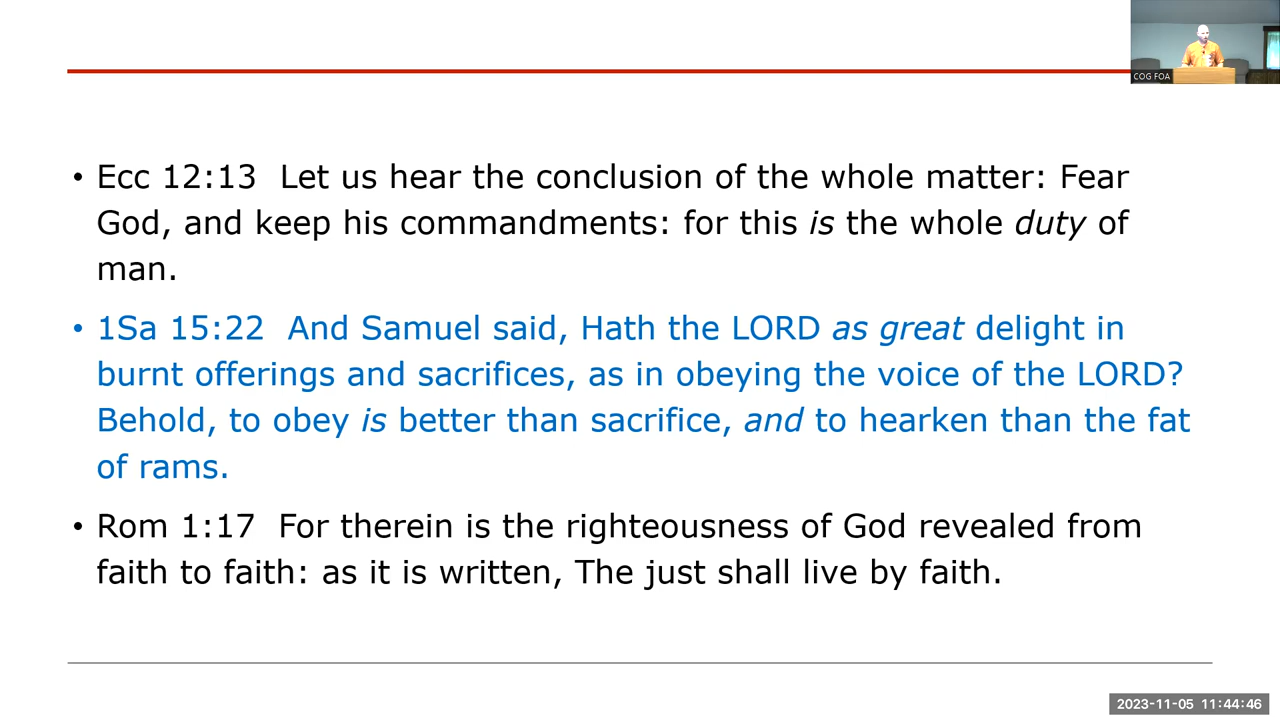 COG FOA
• Ecc 12:13  Let us hear the conclusion of the whole matter: Fear
God, and keep his commandments: for this is the whole duty of
man.
• 1Sa 15:22  And Samuel said, Hath the LORD as great delight in
burnt offerings and sacrifices, as in obeying the voice of the LORD?
Behold, to obey is better than sacrifice, and to hearken than the fat
of rams.
• Rom 1:17  For therein is the righteousness of God revealed from
faith to faith: as it is written, The just shall live by faith.
2023-11-05 11:44:46